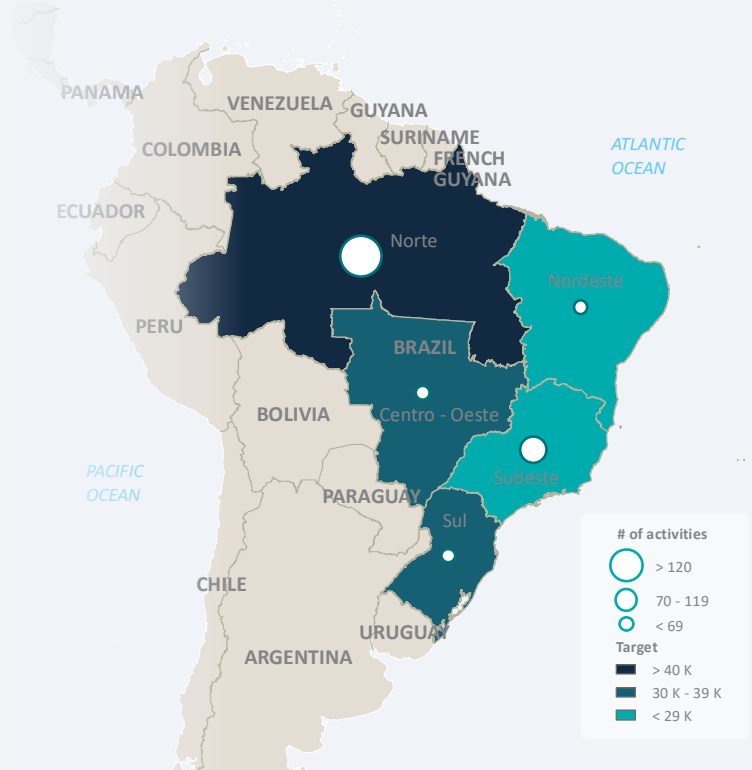 PANAMA
VENEZUELA
GUYANA
SURINAME
COLOMBIA
FRENCH
GUYANA
ATLANTIC
OCEAN
ECUADOR
Norte
Nordeste
PERU
BRAZIL
BOLIVIA
Centro - Oeste
PACIFIC
OCEAN
Sudeste
PARAGUAY
Sul
CHILE
URUGUAY
ARGENTINA
# of activities
> 120
70 - 119
< 69
Target
> 40 K
30 K - 39 K
< 29 K